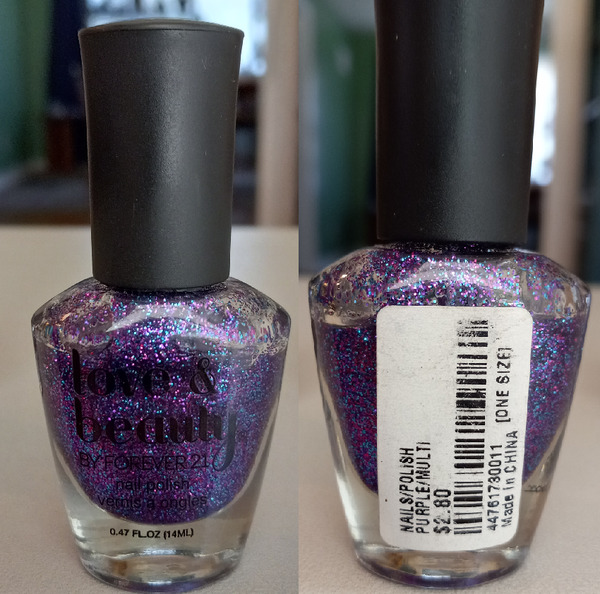 love &
beauty
BY FOREVER 21
nail polish
vernis à ongles
0.47 FL.OZ (14ML)
NAILS/POLISH
PURPLE/MULTI
$2.80
44761730011 [ONE SIZE]
Made in CHINA